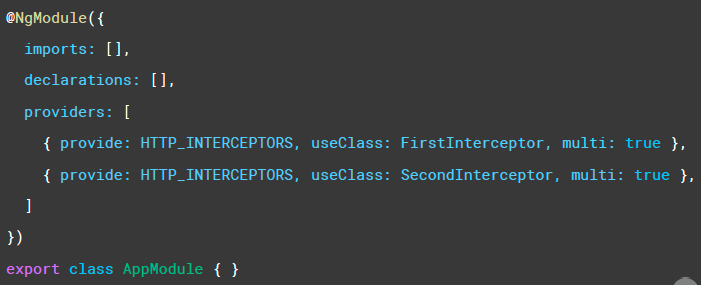 @NgModule({
imports: [],
declarations: [],
providers: [
{ provide: HTTP_INTERCEPTORS, useClass: FirstInterceptor, multi: true },
{ provide: HTTP_INTERCEPTORS, useClass: SecondInterceptor, multi: true },
]
})
export class AppModule { }